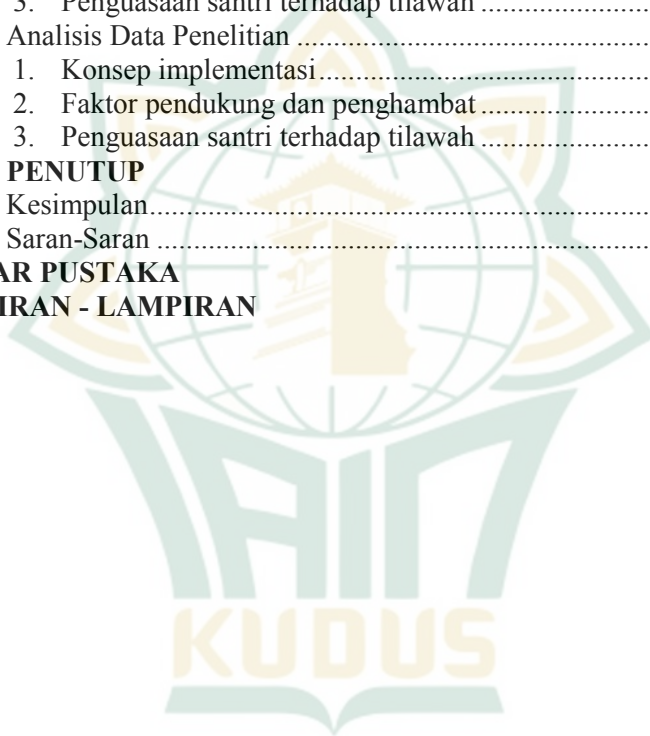 3. Penguasaan santri terhadap tilawah ........................
Analisis Data Penelitian ..................................................
1. Konsep implementasi ...............................................
2. Faktor pendukung dan penghambat ........................
3. Penguasaan santri terhadap tilawah ........................
PENUTUP
Kesimpulan ........................................................................
Saran-Saran .......................................................................
AR PUSTAKA
IRAN - LAMPIRAN
IAIN
KUDUS